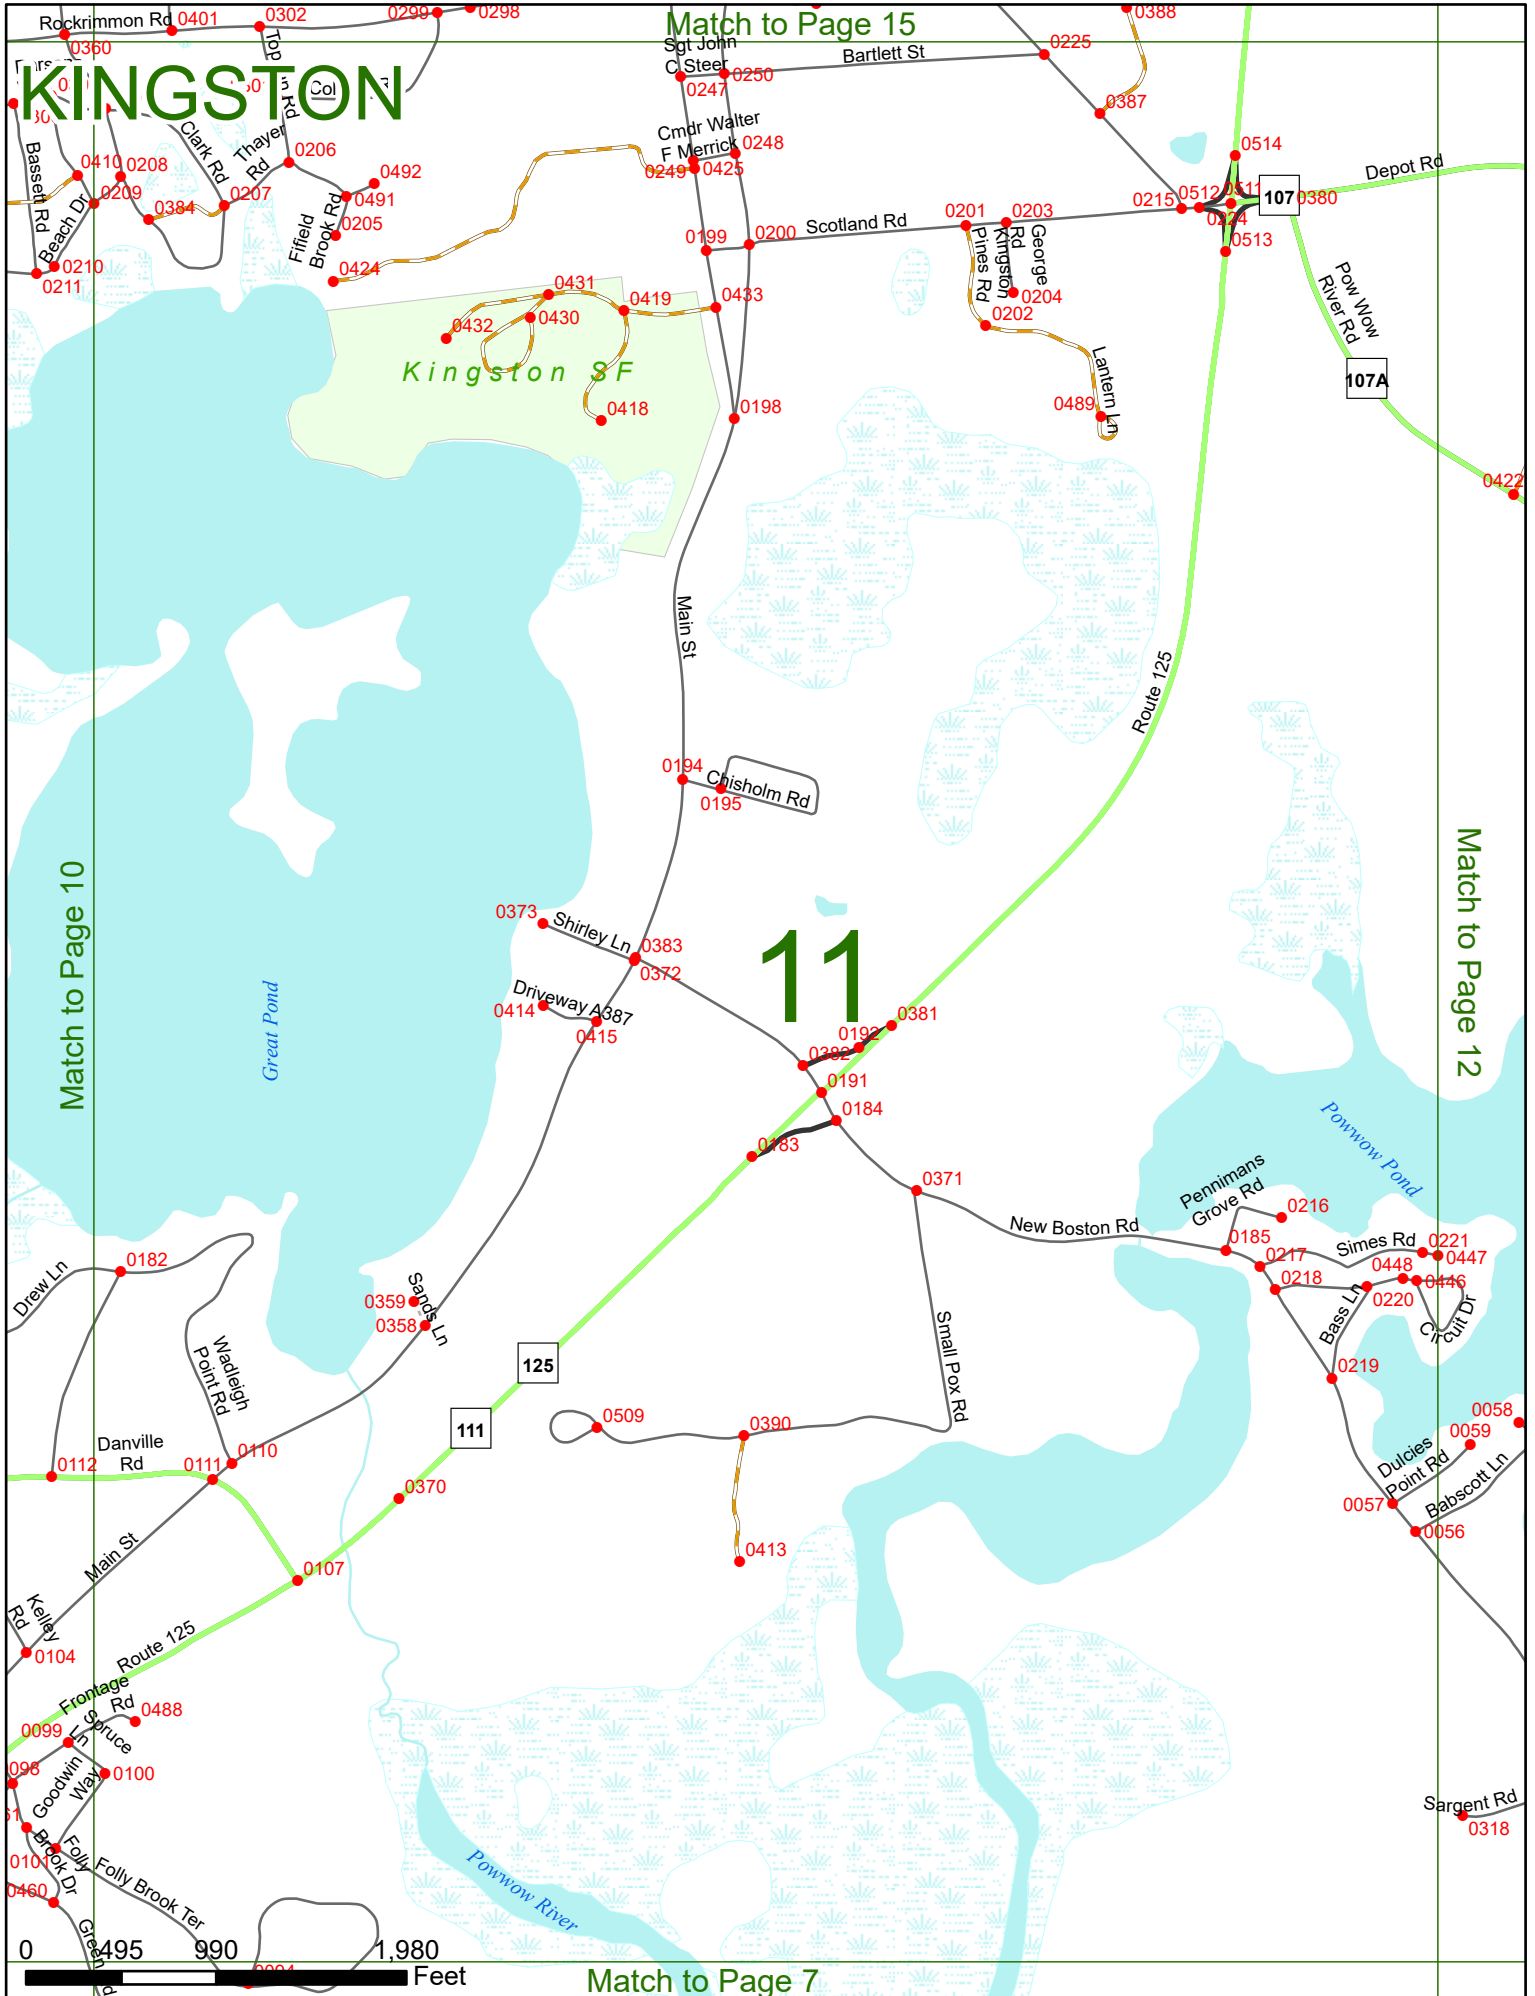 Match to Page 15
KINGSTON
Rockrimmon Rd
0401
0302
0299
0298
0360
0388
Sgt John
C Steer
0247
0250
Bartlett St
0225
0387
Clark Rd
Thayer
Rd
0206
0492
0491
0205
Fifield
Brook Rd
0424
Bassett Rd
0410
0208
0209
0384
0207
Beach Dr
0210
0211
Cmdr Walter
F Merrick
0248
0249
0425
0199
0200
Scotland Rd
0201
0203
George
Kingston
Rd
0204
Pines Rd
0202
Lantern Ln
0489
0215
0512
0511
0224
0514
0513
107
0380
Depot Rd
Pow Wow
River Rd
107A
0422
0431
0419
0433
0432
0430
Kingston SF
0418
0198
Main St
Route 125
0194
Chisholm Rd
0195
Match to Page 10
Match to Page 12
Great Pond
0373
Shirley Ln
0383
0372
Driveway A387
0414
0415
11
0381
0192
0382
0191
0184
0183
0371
New Boston Rd
Pennimans
Grove Rd
0216
Powwow Pond
0185
0217
Simes Rd
0221
0447
0218
0448
0446
0220
Bass Ln
Circuit Dr
0219
Drew Ln
0182
Wadleigh
Point Rd
0359
0358
Sands Ln
125
111
Small Pox Rd
0509
0390
0413
0058
0059
Dulcies
Point Rd
Babscott Ln
0057
0056
Danville
Rd
0112
0111
0110
0370
0107
Main St
Kelley
Rd
0104
Route 125
Frontage
Rd
0488
0099
Spruce
Ln
0100
Goodwin
Way
0101
Folly
Brook Dr
Folly Brook Ter
0460
Powwow River
Sargent Rd
0318
0 495 990 1,980
Feet
Match to Page 7